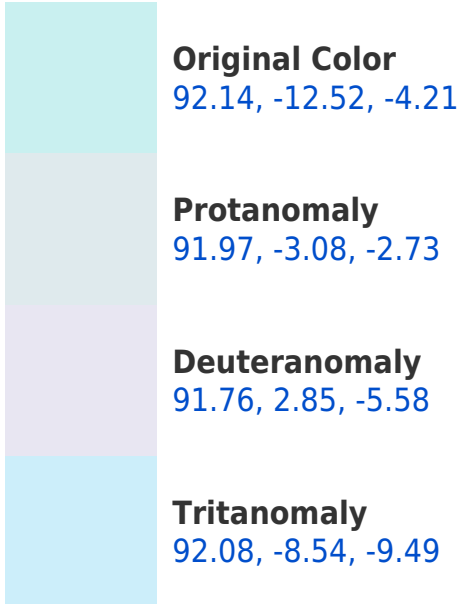 Original Color
92.14, -12.52, -4.21
Protanomaly
91.97, -3.08, -2.73
Deuteranomaly
91.76, 2.85, -5.58
Tritanomaly
92.08, -8.54, -9.49